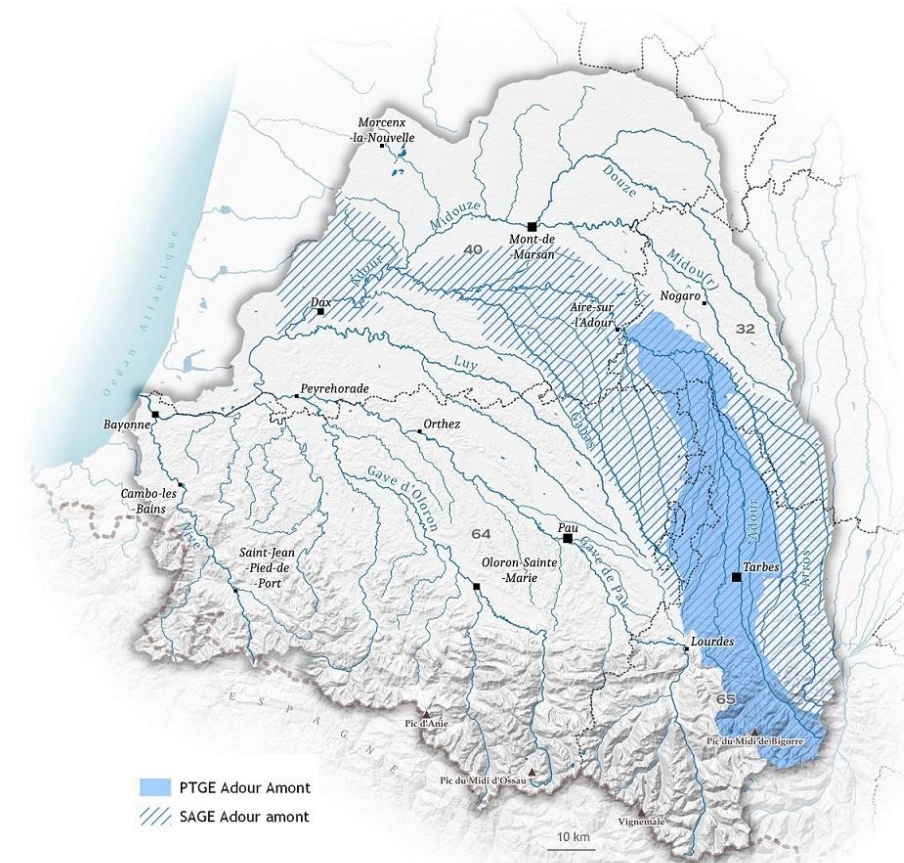 Morcenx
-la-Nouvelle
Douze
Midouze
Mont-de
-Marsan
40
Océan Atlantique
Adour
Midour
Nogaro
Dax
Aire-sur
-l'Adour
32
Luy
Peyrehorade
Bayonne
Orthez
Gabas
Gave d'Oloron
Cambo-les
Bains
Nive
64
Pau
Adour
Saint-Jean
-Pied-de
-Port
Oloron-Sainte
-Marie
Gave de Pau
Tarbes
Arros
Lourdes
65
ESPAGNE
Pic d'Anie
Pic du Midi de Bigorre
Pic du Midi d'Ossau
Vignemale
PTGE Adour Amont
SAGE Adour amont
10 km